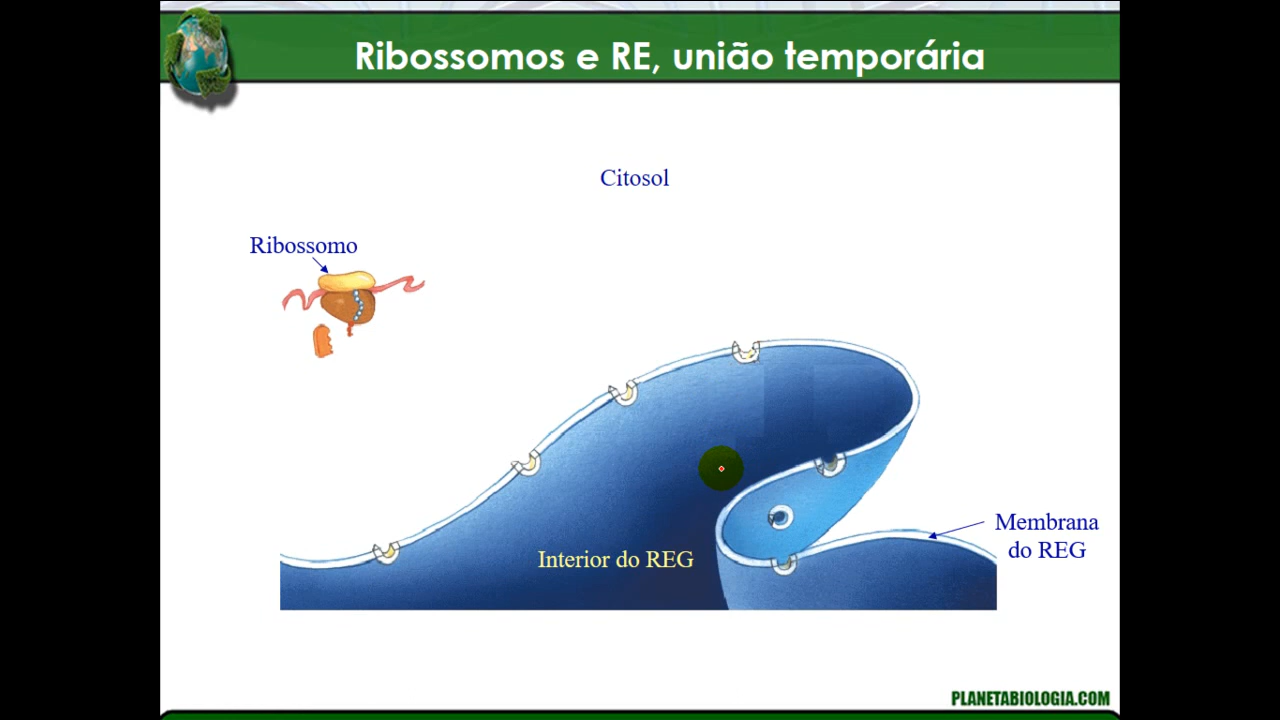 Ribossomos e RE, união temporária
Citosol
Ribossomo
Membrana
do REG
Interior do REG
PLANETABIOLOGIA.COM